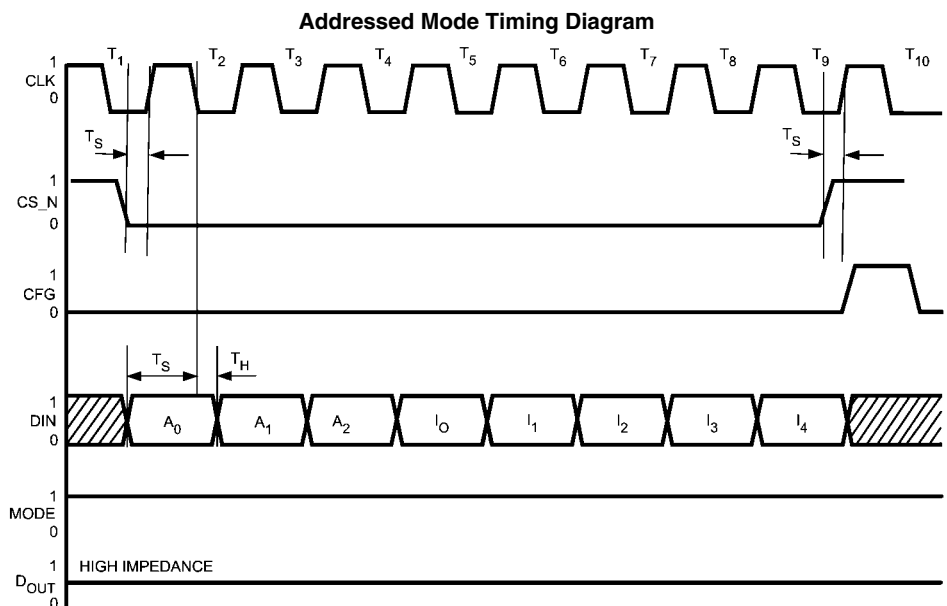 Addressed Mode Timing Diagram
T1 T2 T3 T4 T5 T6 T7 T8 T9 T10
1
CLK
0
TS TS
1
CS_N
0
1
CFG
0
TS TH
1
DIN
0
A0 A1 A2 IO I1 I2 I3 I4
1
MODE
0
1
HIGH IMPEDANCE
DOUT
0